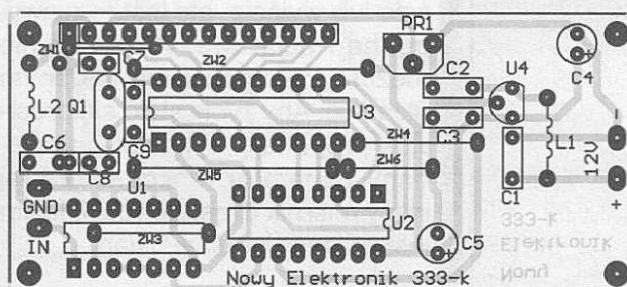 PR1
ZW1
C7
ZW2
C2
U4
C4
L2
Q1
U3
C3
-
ZW4
L1
12V
C6
C9
C8
ZW5
ZW6
C1
+
U1
GND
U2
IN
ZW3
C5
+
333-k
Elektronik
Nowy
Nowy Elektronik 333-k